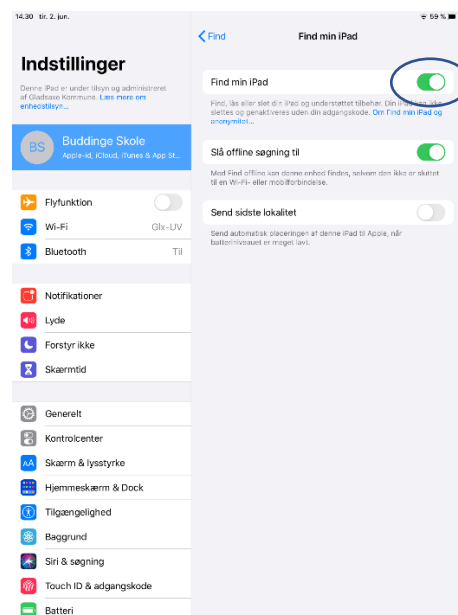 14.30 tir. 2. jun.
59 %
Indstillinger
Denne iPad er under tilsyn og administreret
af Gladsaxe Kommune. Læs mere om
enhedstilsyn...
BS
Buddinge Skole
Apple-id, iCloud, iTunes & App St...
Flyfunktion
Wi-Fi Glx-UV
Bluetooth Til
Notifikationer
Lyde
Forstyr ikke
Skærmtid
Generelt
Kontrolcenter
AA Skærm & lysstyrke
Hjemmeskærm & Dock
Tilgængelighed
Baggrund
Siri & søgning
Touch ID & adgangskode
Batteri
Find
Find min iPad
Find min iPad
Find, lås eller slet din iPad og understøttet tilbehør. Din iPad kan ikke
slettes og genaktiveres uden din adgangskode. Om Find min iPad og
anonymitet...
Slå offline søgning til
Med Find offline kan denne enhed findes, selvom den ikke er sluttet
til en Wi-Fi- eller mobilforbindelse.
Send sidste lokalitet
Send automatisk placeringen af denne iPad til Apple, når
batteriniveauet er meget lavt.